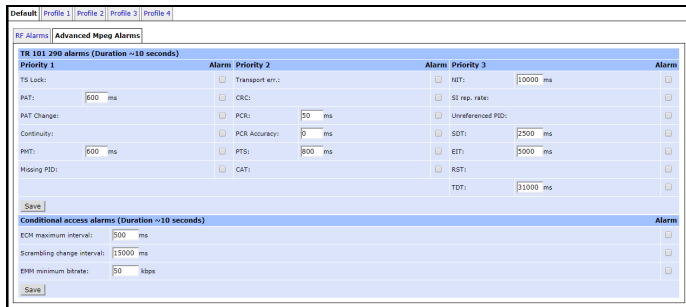 Default Profile 1 Profile 2 Profile 3 Profile 4
RF Alarms Advanced Mpeg Alarms
TR 101 290 alarms (Duration ~10 seconds)
Priority 1 Alarm Priority 2 Alarm Priority 3 Alarm
TS Lock: Transport err.: NIT: 10000 ms
PAT: 600 ms CRC: SI rep. rate:
PAT Change: PCR: 50 ms Unreferenced PID:
Continuity: PCR Accuracy: 0 ms SDT: 2500 ms
PMT: 600 ms PTS: 800 ms EIT: 5000 ms
Missing PID: CAT: RST:
TDT: 31000 ms
Save
Conditional access alarms (Duration ~10 seconds) Alarm
ECM maximum interval: 500 ms
Scrambling change interval: 15000 ms
EMM minimum bitrate: 50 kbps
Save